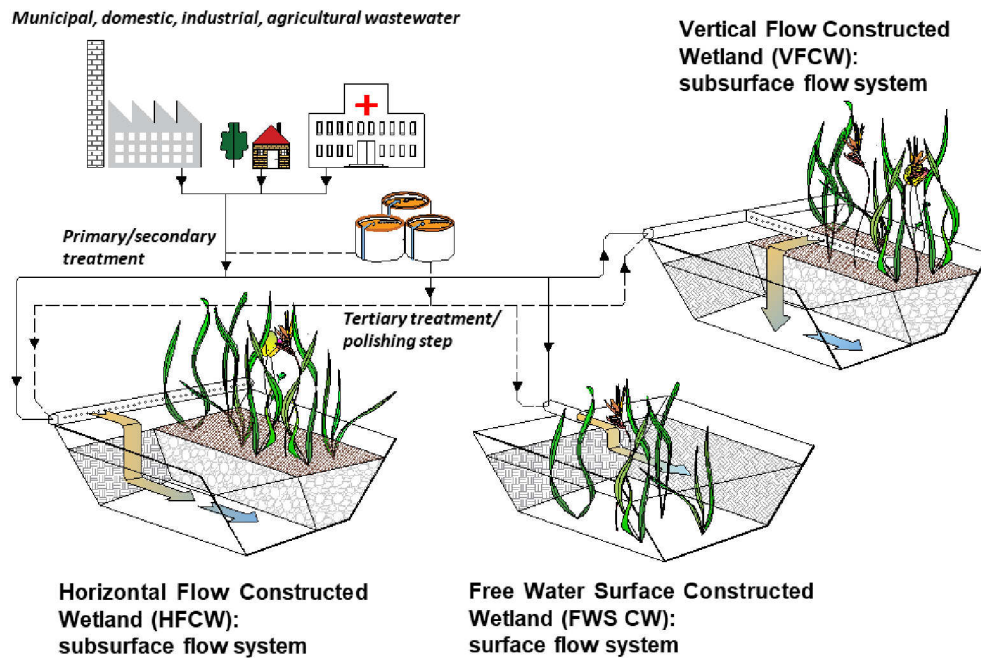 Municipal, domestic, industrial, agricultural wastewater
Vertical Flow Constructed
Wetland (VFCW):
subsurface flow system
Primary/secondary
treatment
Tertiary treatment/
polishing step
Horizontal Flow Constructed
Wetland (HFCW):
subsurface flow system
Free Water Surface Constructed
Wetland (FWS CW):
surface flow system